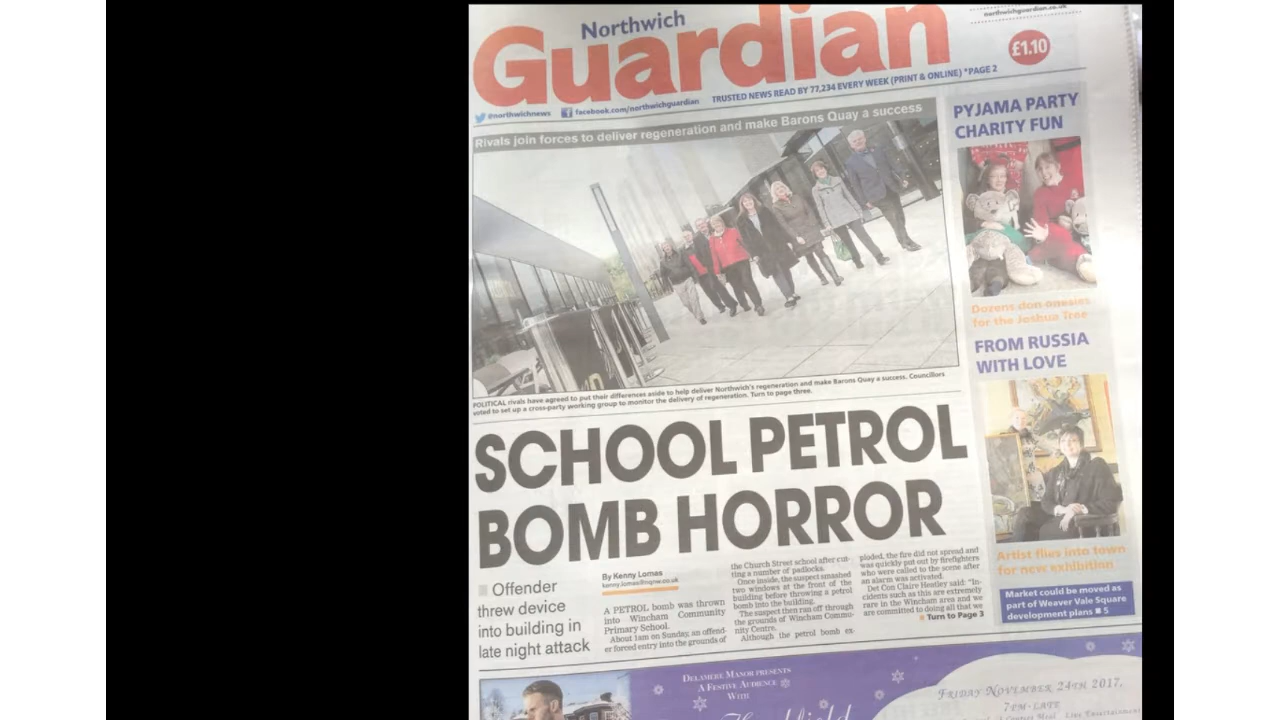 northwichguardian.co.uk
Northwich
Guardian
£1.10
@northwichnews
facebook.com/northwichguardian
TRUSTED NEWS READ BY 77,234 EVERY WEEK (PRINT & ONLINE) *PAGE 2
Rivals join forces to deliver regeneration and make Barons Quay a success
POLITICAL rivals have agreed to put their differences aside to help deliver Northwich's regeneration and make Barons Quay a success. Councillors
voted to set up a cross-party working group to monitor the delivery of regeneration. Turn to page three.
PYJAMA PARTY
CHARITY FUN
Dozens don onesies
for the Joshua Tree
FROM RUSSIA
WITH LOVE
Artist flies into town
for new exhibition
Market could be moved as
part of Weaver Vale Square
development plans ■ 5
SCHOOL PETROL
BOMB HORROR
Offender
threw device
into building in
late night attack
By Kenny Lomas
kenny.lomas@nqnw.co.uk
A PETROL bomb was thrown
into Wincham Community
Primary School.
About 1am on Sunday, an offend-
er forced entry into the grounds of
the Church Street school after cut-
ting a number of padlocks.
Once inside, the suspect smashed
two windows at the front of the
building before throwing a petrol
bomb into the building.
The suspect then ran off through
the grounds of Wincham Commu-
nity Centre.
Although the petrol bomb ex-
ploded, the fire did not spread and
was quickly put out by firefighters
who were called to the scene after
an alarm was activated.
Det Con Claire Heatley said: "In-
cidents such as this are extremely
rare in the Wincham area and we
are committed to doing all that we
Turn to Page 3
DELAMERE MANOR PRESENTS
A FESTIVE AUDIENCE
WITH
FRIDAY NOVEMBER 24TH 2017,
7PM-LATE
Course Meal Live Entertainment